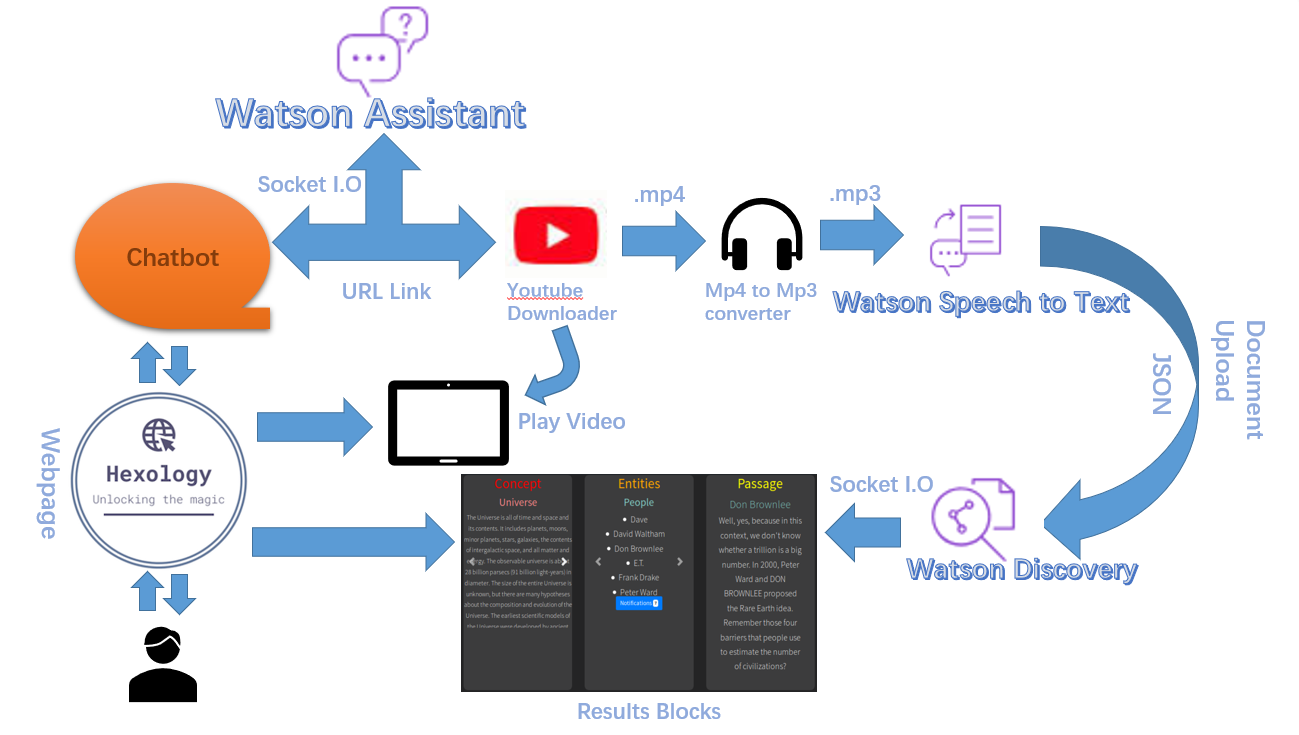 ?
Watson Assistant
Socket I.O
Chatbot
URL Link
Youtube
Downloader
.mp4
Mp4 to Mp3
converter
.mp3
Watson Speech to Text
Document
Upload
JSON
Play Video
Webpage
Hexology
Unlocking the magic
Concept
Universe
The Universe is all of time and space and
its contents. It includes planets, moons,
minor planets, stars, galaxies, the contents
of intergalactic space, and all matter and
energy. The observable universe is about
28 billion parsecs (91 billion light-years) in
diameter. The size of the entire Universe is
unknown, but there are many hypotheses
about the composition and evolution of the
Universe. The earliest scientific models of
the Universe were developed by ancient
Entities
People
Dave
David Waltham
Don Brownlee
E.T.
Frank Drake
Peter Ward
Notifications
Passage
Don Brownlee
Well, yes, because in this
context, we don't know
whether a trillion is a big
number. In 2000, Peter
Ward and DON
BROWNLEE proposed
the Rare Earth idea.
Remember those four
barriers that people use
to estimate the number
of civilizations?
Socket I.O
Watson Discovery
Results Blocks